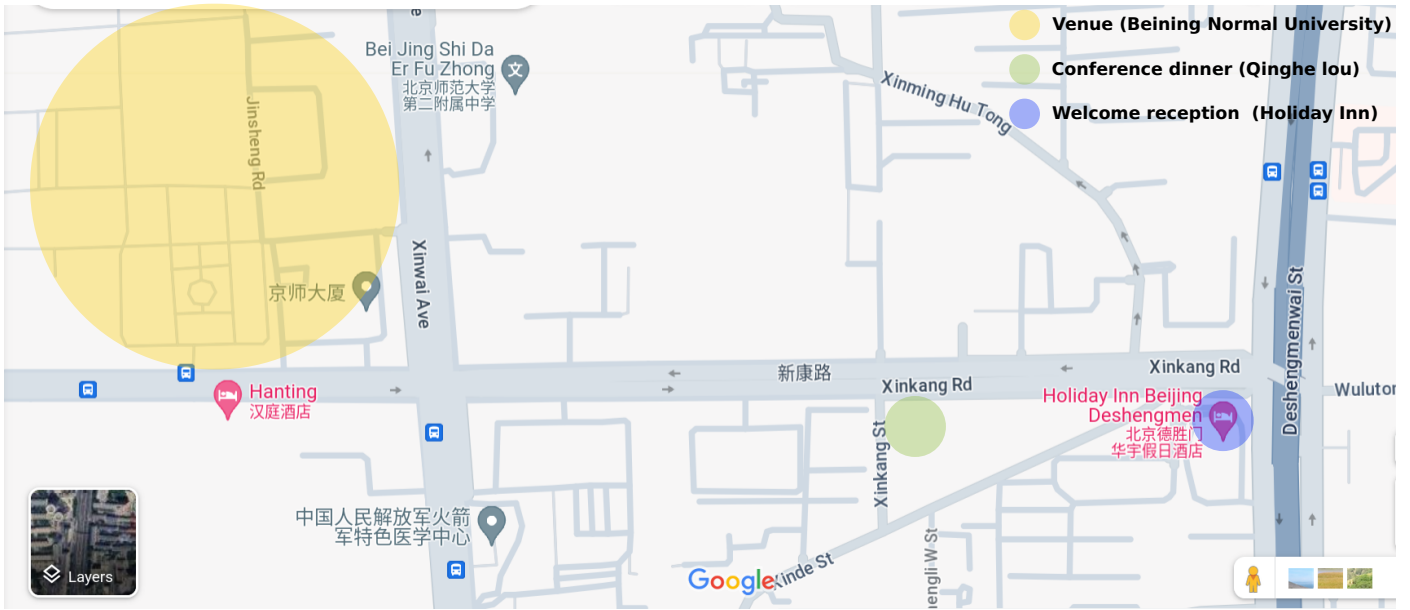 Venue (Beining Normal University)
Conference dinner (Qinghe lou)
Welcome reception (Holiday Inn)
Bei Jing Shi Da
Er Fu Zhong
北京师范大学
第二附属中学
文
Xinming Hu Tong
Jinsheng Rd
Xinwai Ave
京师大厦
Deshengmenwai St
新康路
Xinkang Rd
Xinkang Rd
Hanting
汉庭酒店
Holiday Inn Beijing
Deshengmen
北京德胜门
华宇假日酒店
Wuluton
Xinkang St
中国人民解放军火箭
军特色医学中心
hengli W St
Xinde St
Google
Layers